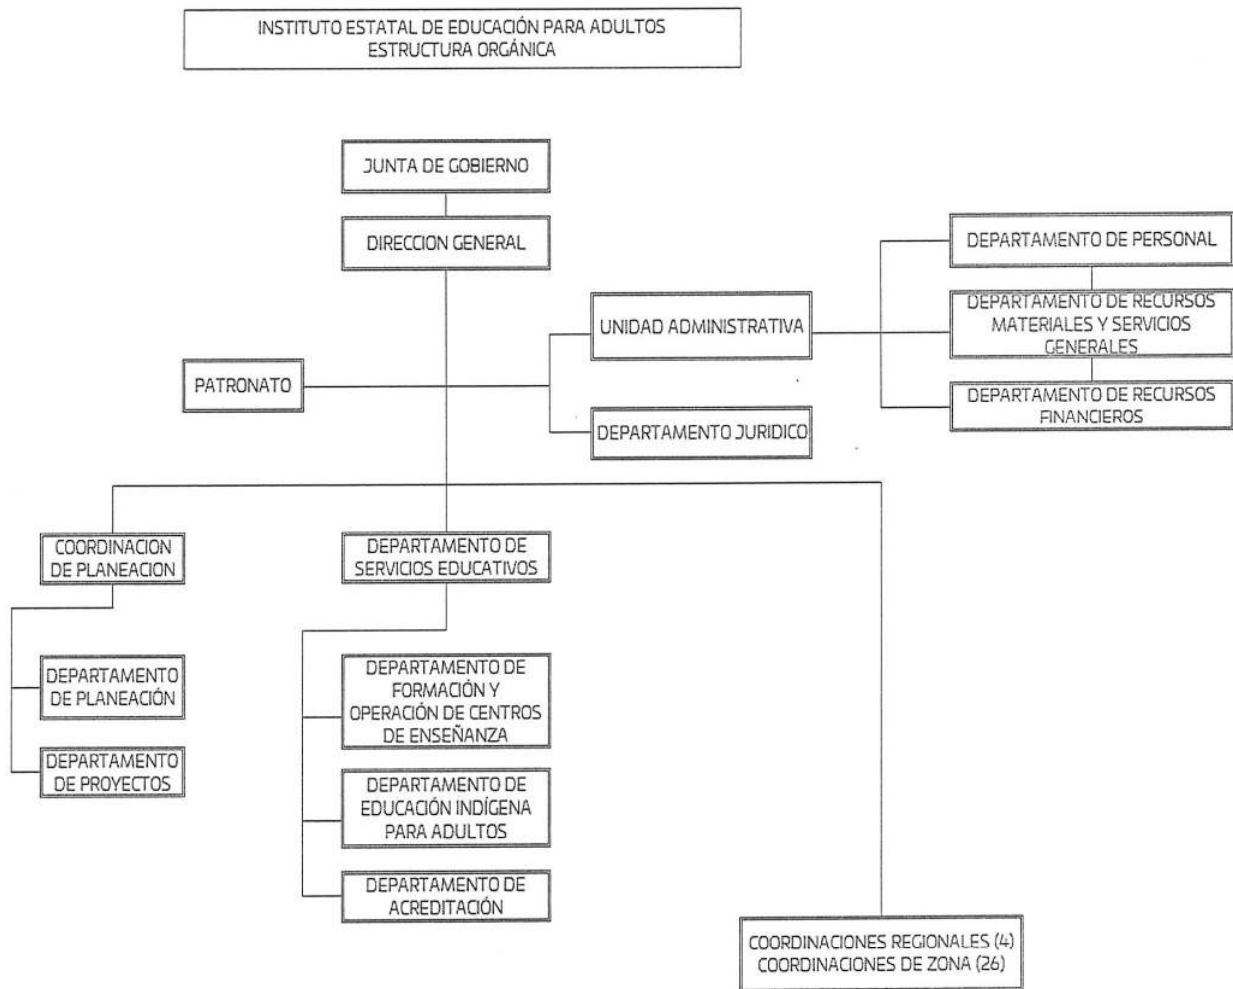 INSTITUTO ESTATAL DE EDUCACIÓN PARA ADULTOS
ESTRUCTURA ORGÁNICA
JUNTA DE GOBIERNO
DIRECCION GENERAL
DEPARTAMENTO DE PERSONAL
UNIDAD ADMINISTRATIVA
DEPARTAMENTO DE RECURSOS
MATERIALES Y SERVICIOS
GENERALES
PATRONATO
DEPARTAMENTO DE RECURSOS
FINANCIEROS
DEPARTAMENTO JURIDICO
COORDINACION
DE PLANEACION
DEPARTAMENTO DE
SERVICIOS EDUCATIVOS
DEPARTAMENTO
DE PLANEACIÓN
DEPARTAMENTO
DE PROYECTOS
DEPARTAMENTO DE
FORMACIÓN Y
OPERACIÓN DE CENTROS
DE ENSEÑANZA
DEPARTAMENTO DE
EDUCACIÓN INDÍGENA
PARA ADULTOS
DEPARTAMENTO DE
ACREDITACIÓN
COORDINACIONES REGIONALES (4)
COORDINACIONES DE ZONA (26)